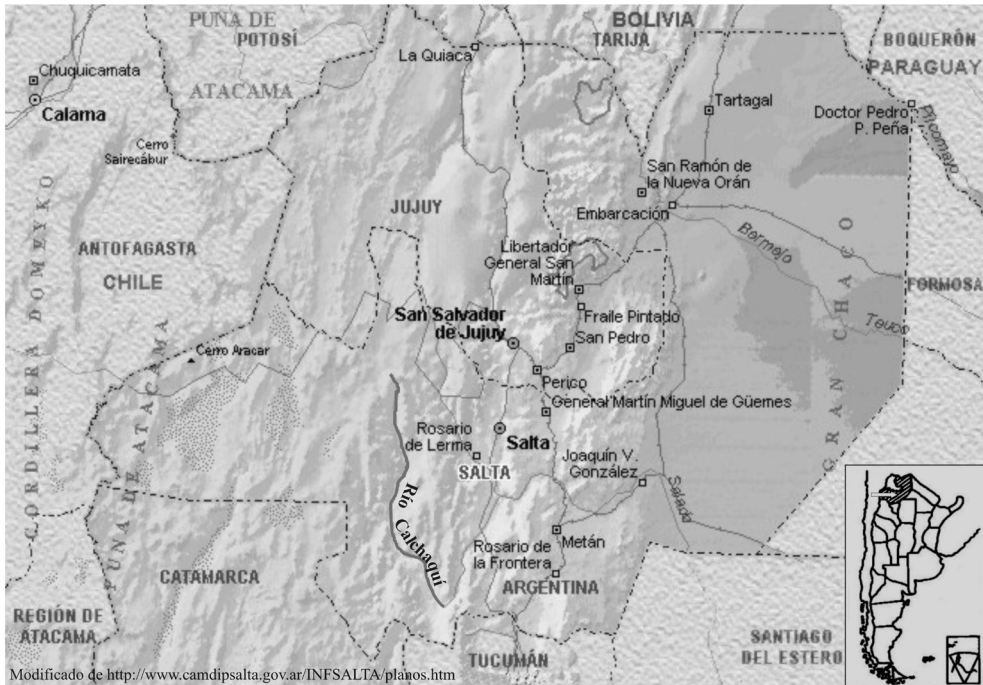 PUNA DE
ATACAMA
POTOSÍ
BOLIVIA
TARIJA
BOQUERÓN
PARAGUAY
La Quiaca
Chuquicamata
Calama
Tartagal
Doctor Pedro
P. Peña
Pilcomayo
Cerro
Sairecábur
San Ramón de
la Nueva Orán
Embarcación
JUJUY
Bermejo
ANTOFAGASTA
CHILE
Libertador
General San
Martín
FORMOSA
CORDILLERA DOMEYKO
GRAN CHACO
San Salvador
de Jujuy
Fraile Pintado
Teuco
San Pedro
Cerro Aracar
PUNA DE ATACAMA
Perico
General Martín Miguel de Güemes
Rosario
de Lerma
Salta
SALTA
Joaquín V.
González
Salado
Río Calchaquí
Metán
Rosario de
la Frontera
CATAMARCA
ARGENTINA
REGIÓN DE
ATACAMA
TUCUMÁN
SANTIAGO
DEL ESTERO
Modificado de http://www.camdipsalta.gov.ar/INFSALTA/planos.htm